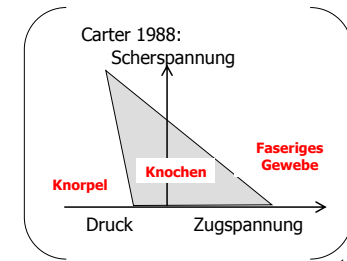 Carter 1988:
Scherspannung
Faseriges
Gewebe
Knochen
Knorpel
Druck
Zugspannung